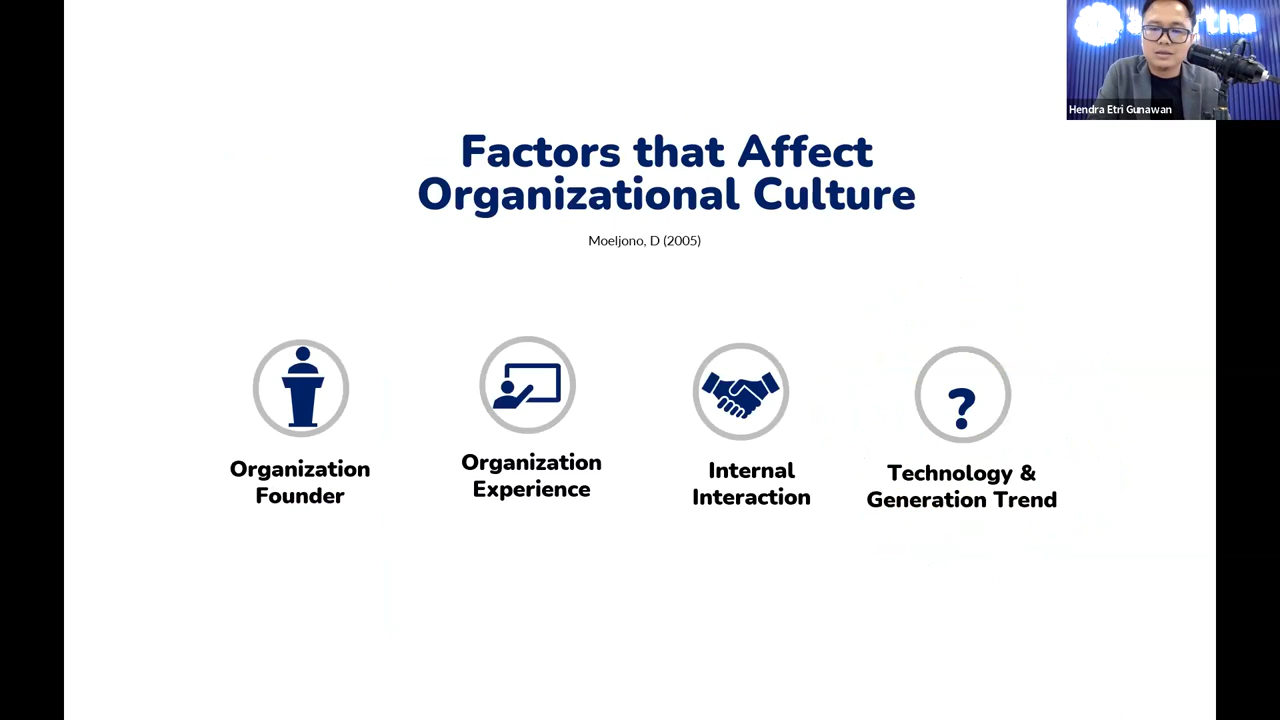 Hendra Etri Gunawan
Factors that Affect
Organizational Culture
Moeljono, D (2005)
?
Organization
Founder
Organization
Experience
Internal
Interaction
Technology &
Generation Trend